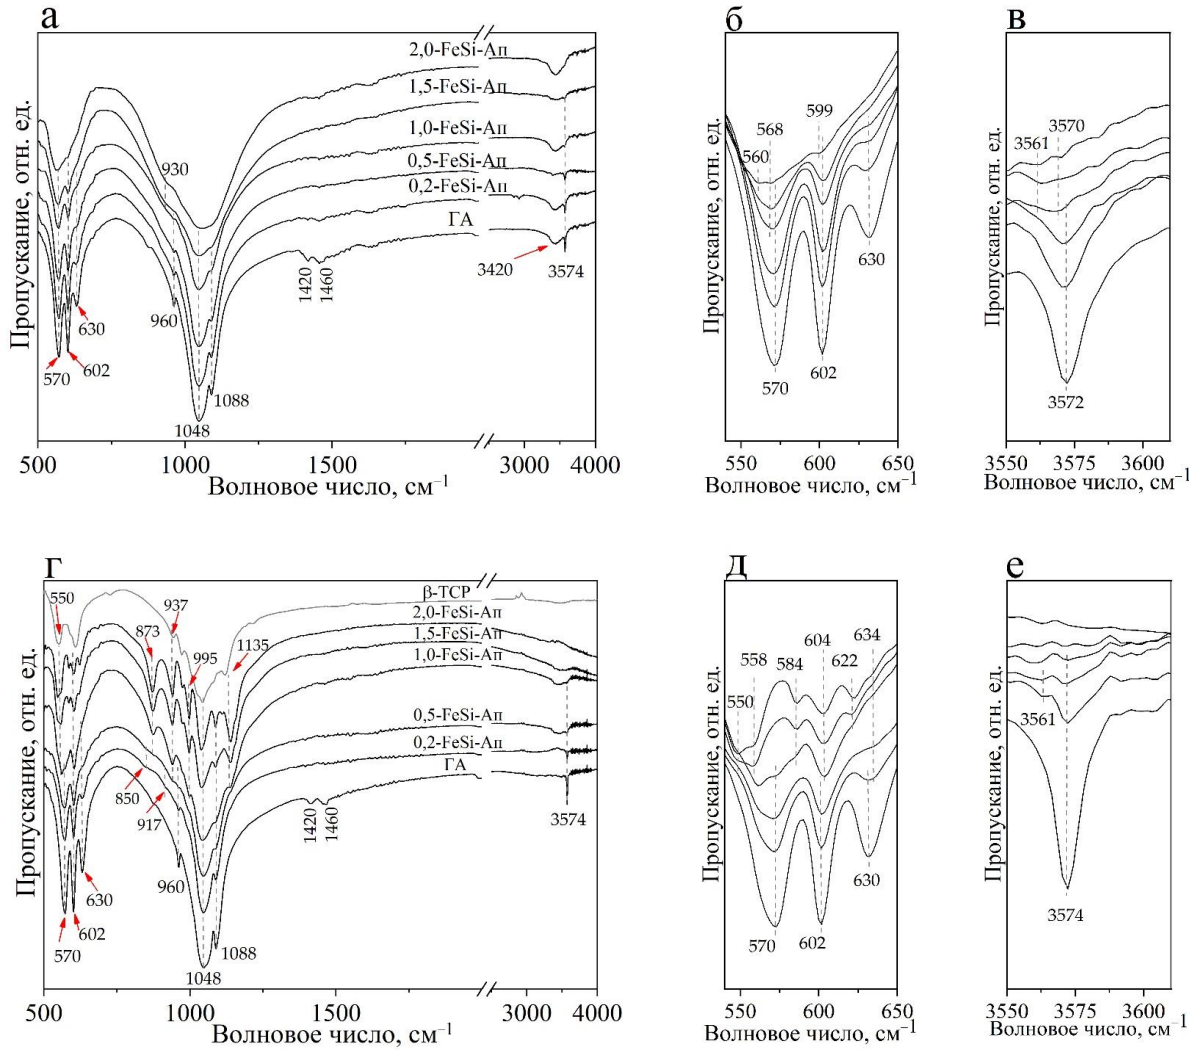 а
Пропускание, отн. ед.
2,0-FeSi-Ап
1,5-FeSi-Ап
1,0-FeSi-Ап
0,5-FeSi-Ап
0,2-FeSi-Ап
ГА
930
960
630
602
570
1048
1088
1420
1460
3420
3574
500 1000 1500 3000 4000
Волновое число, см⁻¹
б
Пропускание, отн. ед.
599
568
560
630
602
570
550 600 650
Волновое число, см⁻¹
в
Пропускание, отн. ед.
3570
3561
3572
3550 3575 3600
Волновое число, см⁻¹
г
Пропускание, отн. ед.
β-TCP
2,0-FeSi-Ап
1,5-FeSi-Ап
1,0-FeSi-Ап
0,5-FeSi-Ап
0,2-FeSi-Ап
ГА
550
937
873
995
1135
850
917
960
630
602
570
1048
1088
1420
1460
3574
500 1000 1500 3000 4000
Волновое число, см⁻¹
д
Пропускание, отн. ед.
604
634
558
584
622
550
630
570
602
550 600 650
Волновое число, см⁻¹
е
Пропускание, отн. ед.
3561
3574
3550 3575 3600
Волновое число, см⁻¹